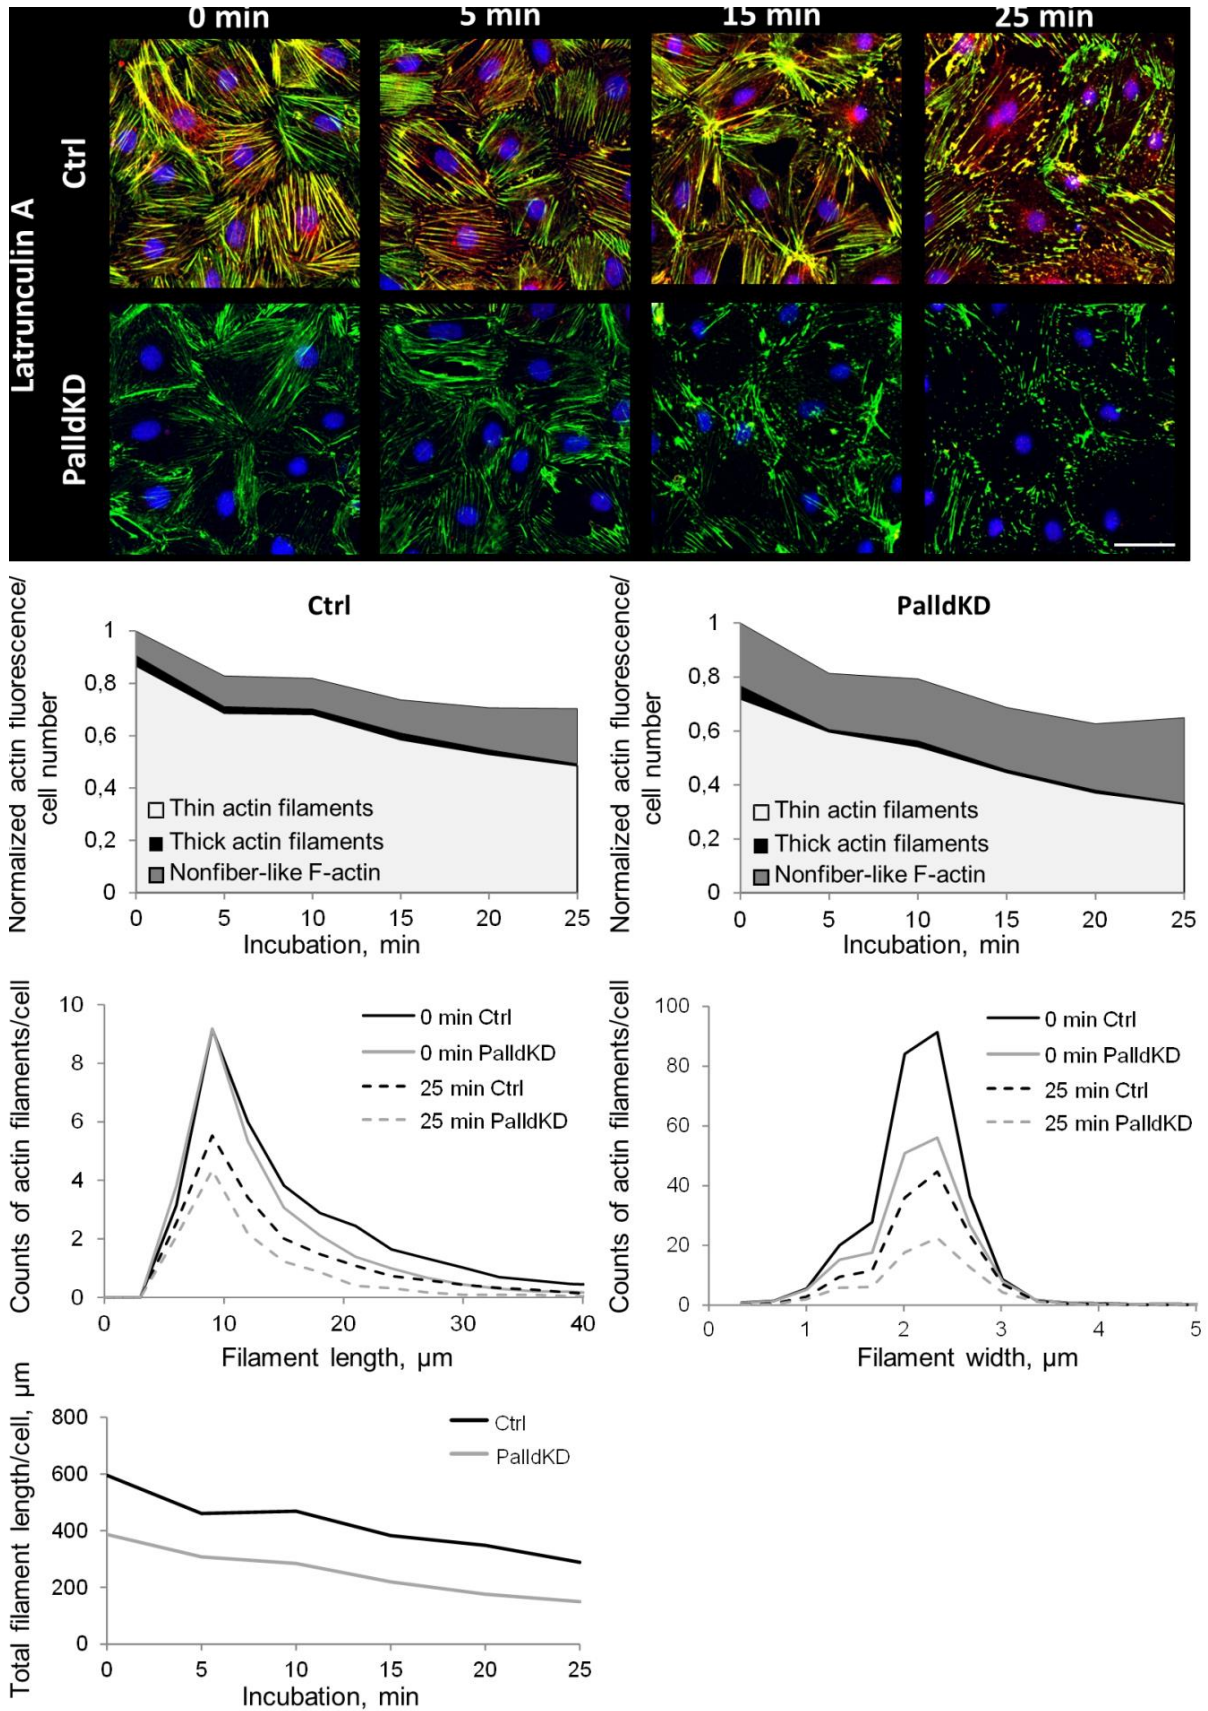 0 min 5 min 15 min 25 min
Latrunculin A
Ctrl
PalldKD
Normalized actin fluorescence/
cell number
Ctrl
1
0,8
0,6
0,4
0,2
0
Thin actin filaments
Thick actin filaments
Nonfiber-like F-actin
0 5 10 15 20 25
Incubation, min
Normalized actin fluorescence/
cell number
PalldKD
1
0,8
0,6
0,4
0,2
0
Thin actin filaments
Thick actin filaments
Nonfiber-like F-actin
0 5 10 15 20 25
Incubation, min
Counts of actin filaments/cell
10
8
6
4
2
0
0 min Ctrl
0 min PalldKD
25 min Ctrl
25 min PalldKD
0 10 20 30 40
Filament length, µm
Counts of actin filaments/cell
100
80
60
40
20
0
0 min Ctrl
0 min PalldKD
25 min Ctrl
25 min PalldKD
0 1 2 3 4 5
Filament width, µm
Total filament length/cell, µm
800
600
400
200
0
Ctrl
PalldKD
0 5 10 15 20 25
Incubation, min